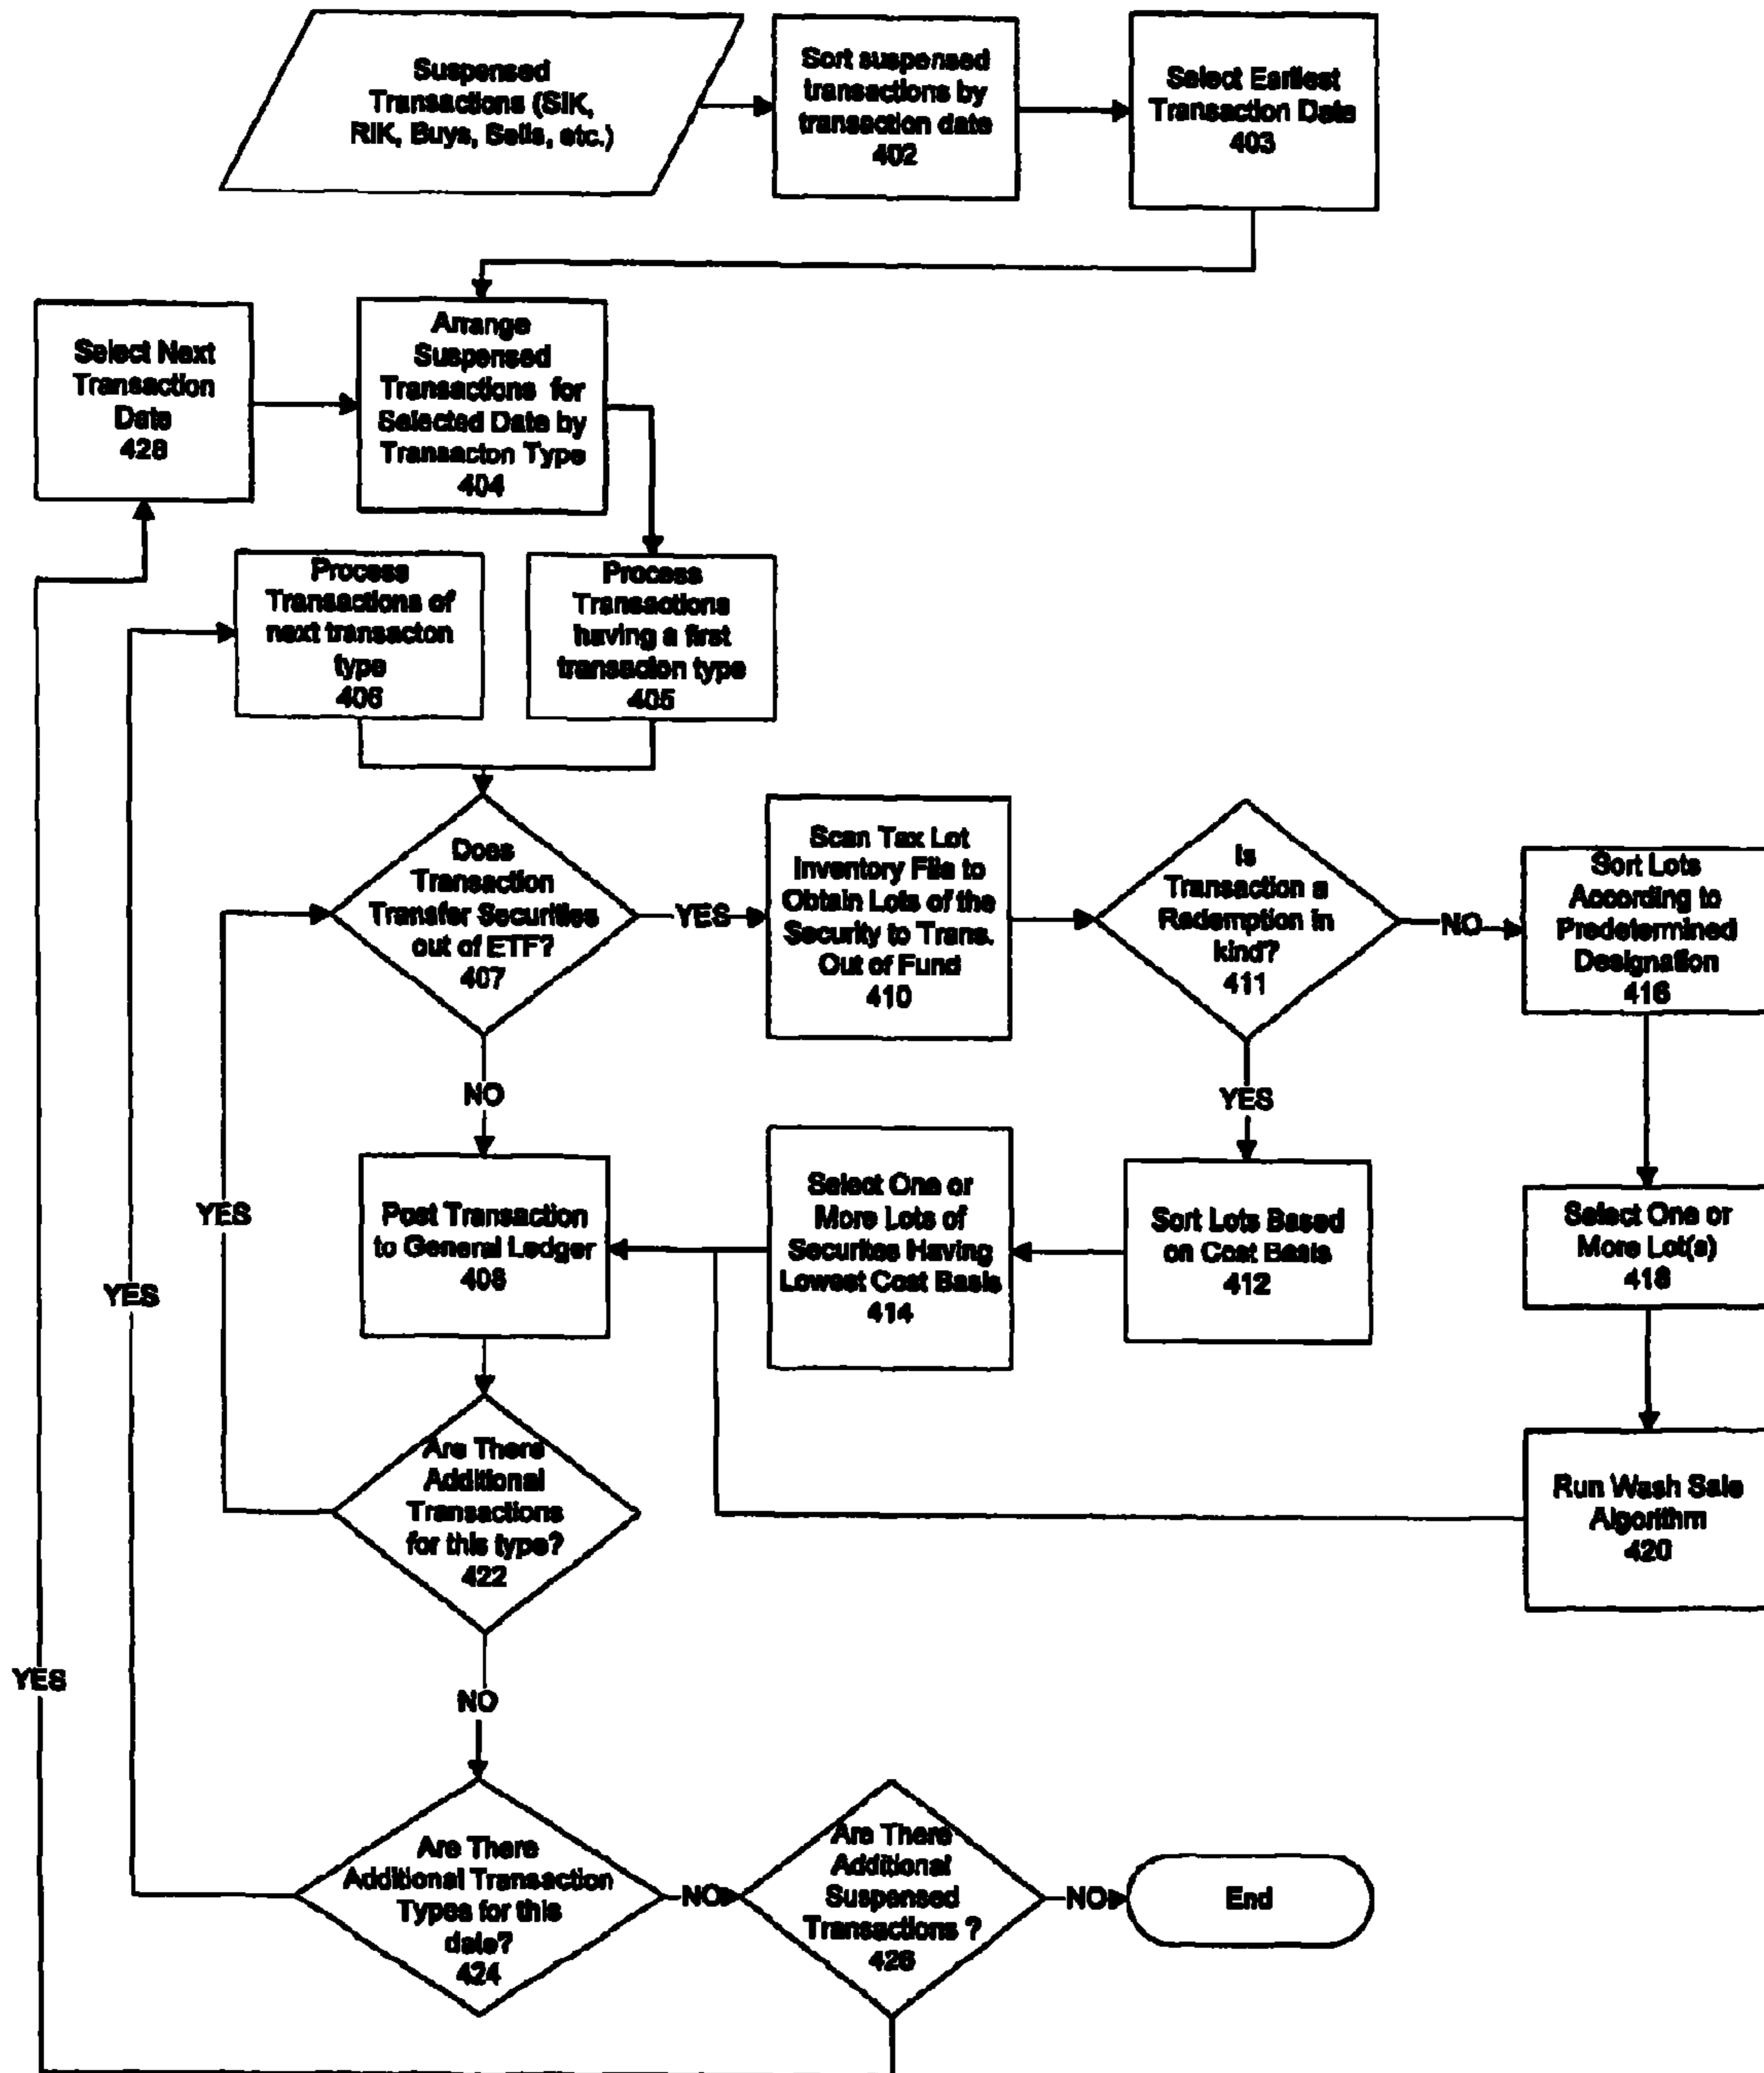 Suspensed
Transactions (SIK,
RIK, Buys, Sells, etc.)
Sort suspensed
transactions by
transaction date
402
Select Earliest
Transaction Date
403
Select Next
Transaction
Date
428
Arrange
Suspensed
Transactions for
Selected Date by
Transacton Type
404
Process
Transactions of
next transacton
type
406
Process
Transactions
having a first
transacton type
405
Does
Transaction
Transfer Securities
out of ETF?
407
YES
Scan Tax Lot
Inventory File to
Obtain Lots of the
Security to Trans.
Out of Fund
410
Is
Transaction a
Redemption in
kind?
411
NO
Sort Lots
According to
Predetermined
Designation
416
NO
YES
Post Transaction
to General Ledger
408
Select One or
More Lots of
Securites Having
Lowest Cost Basis
414
Sort Lots Based
on Cost Basis
412
Select One or
More Lot(s)
418
YES
YES
Are There
Additional
Transactions
for this type?
422
Run Wash Sale
Algorithm
420
YES
NO
Are There
Additional Transaction
Types for this
date?
424
NO
Are There
Additional
Suspensed
Transactions ?
426
NO
End